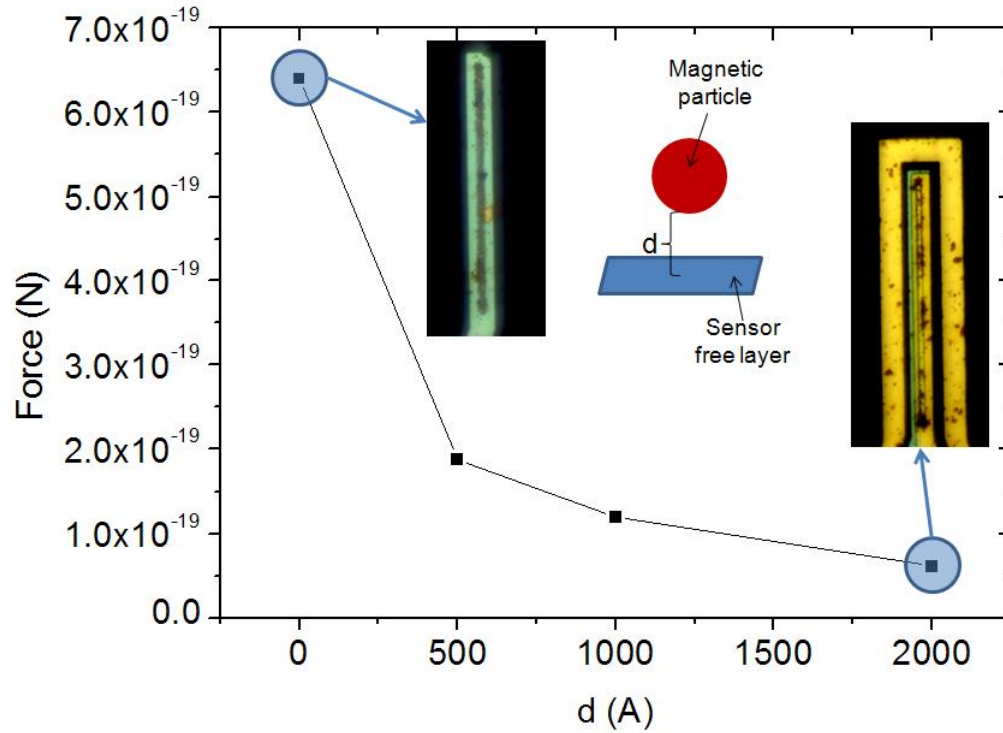 7.0x10⁻¹⁹
6.0x10⁻¹⁹
5.0x10⁻¹⁹
4.0x10⁻¹⁹
3.0x10⁻¹⁹
2.0x10⁻¹⁹
1.0x10⁻¹⁹
0.0
Force (N)
Magnetic
particle
d
Sensor
free layer
0 500 1000 1500 2000
d (A)